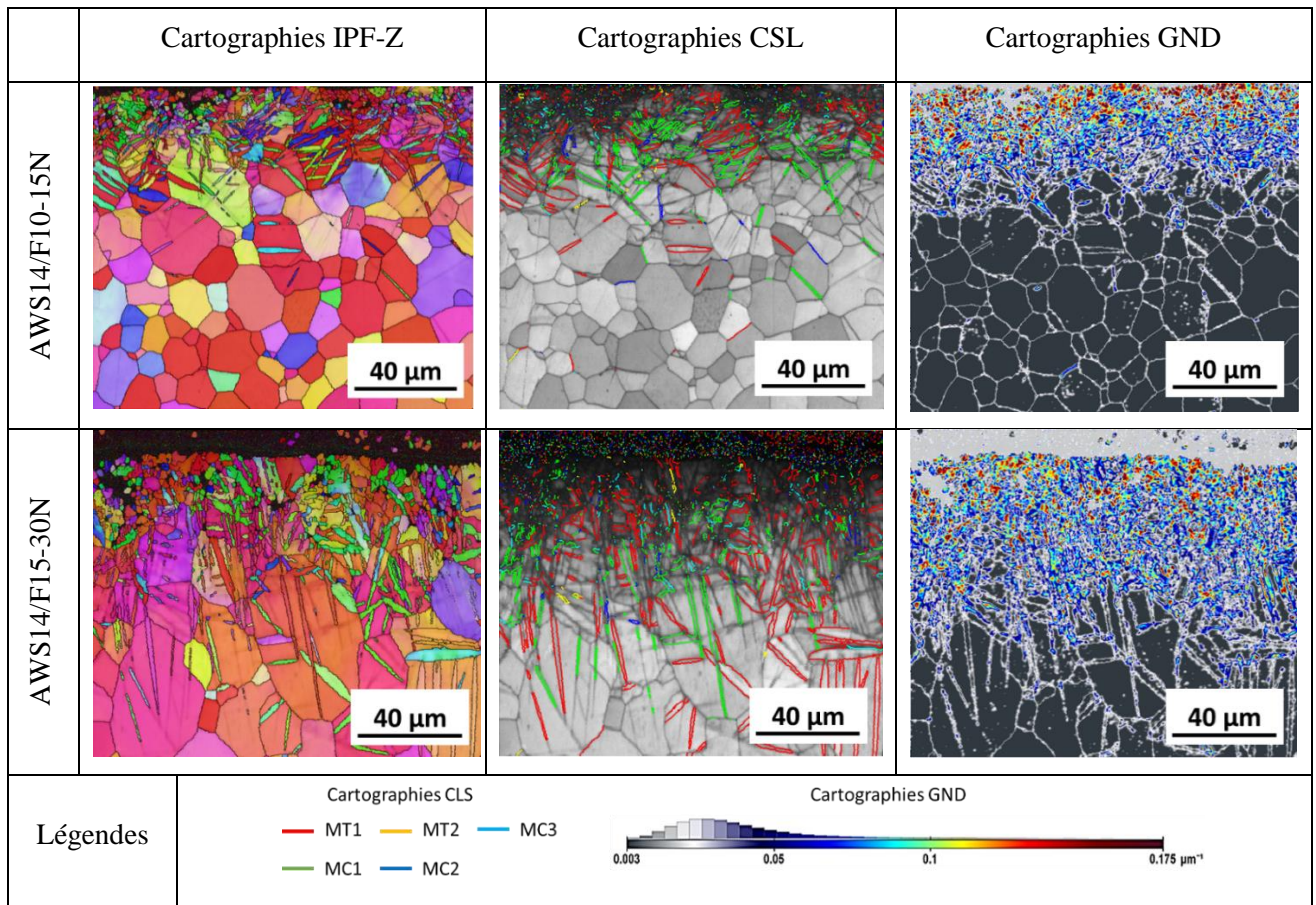 Cartographies IPF-Z
Cartographies CSL
Cartographies GND
AWS14/F10-15N
40 µm
40 µm
40 µm
AWS14/F15-30N
40 µm
40 µm
40 µm
Légendes
Cartographies CLS
MT1 MT2 MC3
MC1 MC2
Cartographies GND
0.003 0.05 0.1 0.175 µm⁻¹